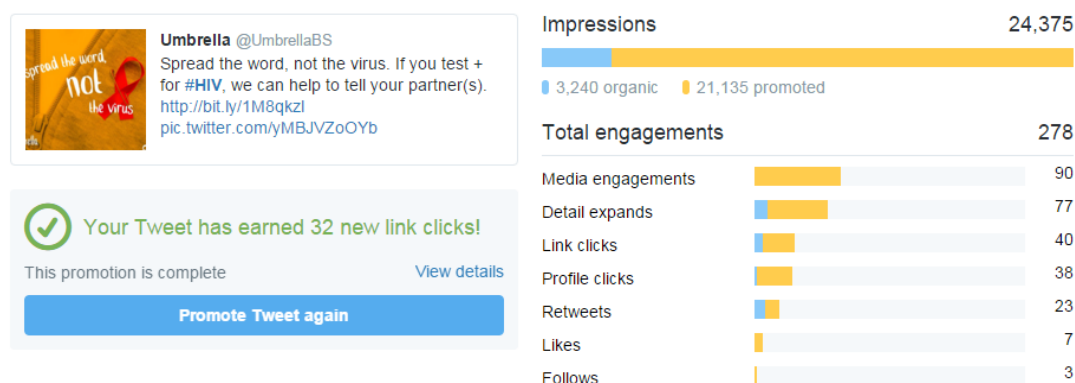 spread the word,
not
the virus
Umbrella @UmbrellaBS
Spread the word, not the virus. If you test +
for #HIV, we can help to tell your partner(s).
http://bit.ly/1M8qkzI
pic.twitter.com/yMBJVZoOYb
Your Tweet has earned 32 new link clicks!
This promotion is complete View details
Promote Tweet again
Impressions 24,375
3,240 organic 21,135 promoted
Total engagements 278
Media engagements 90
Detail expands 77
Link clicks 40
Profile clicks 38
Retweets 23
Likes 7
Follows 3